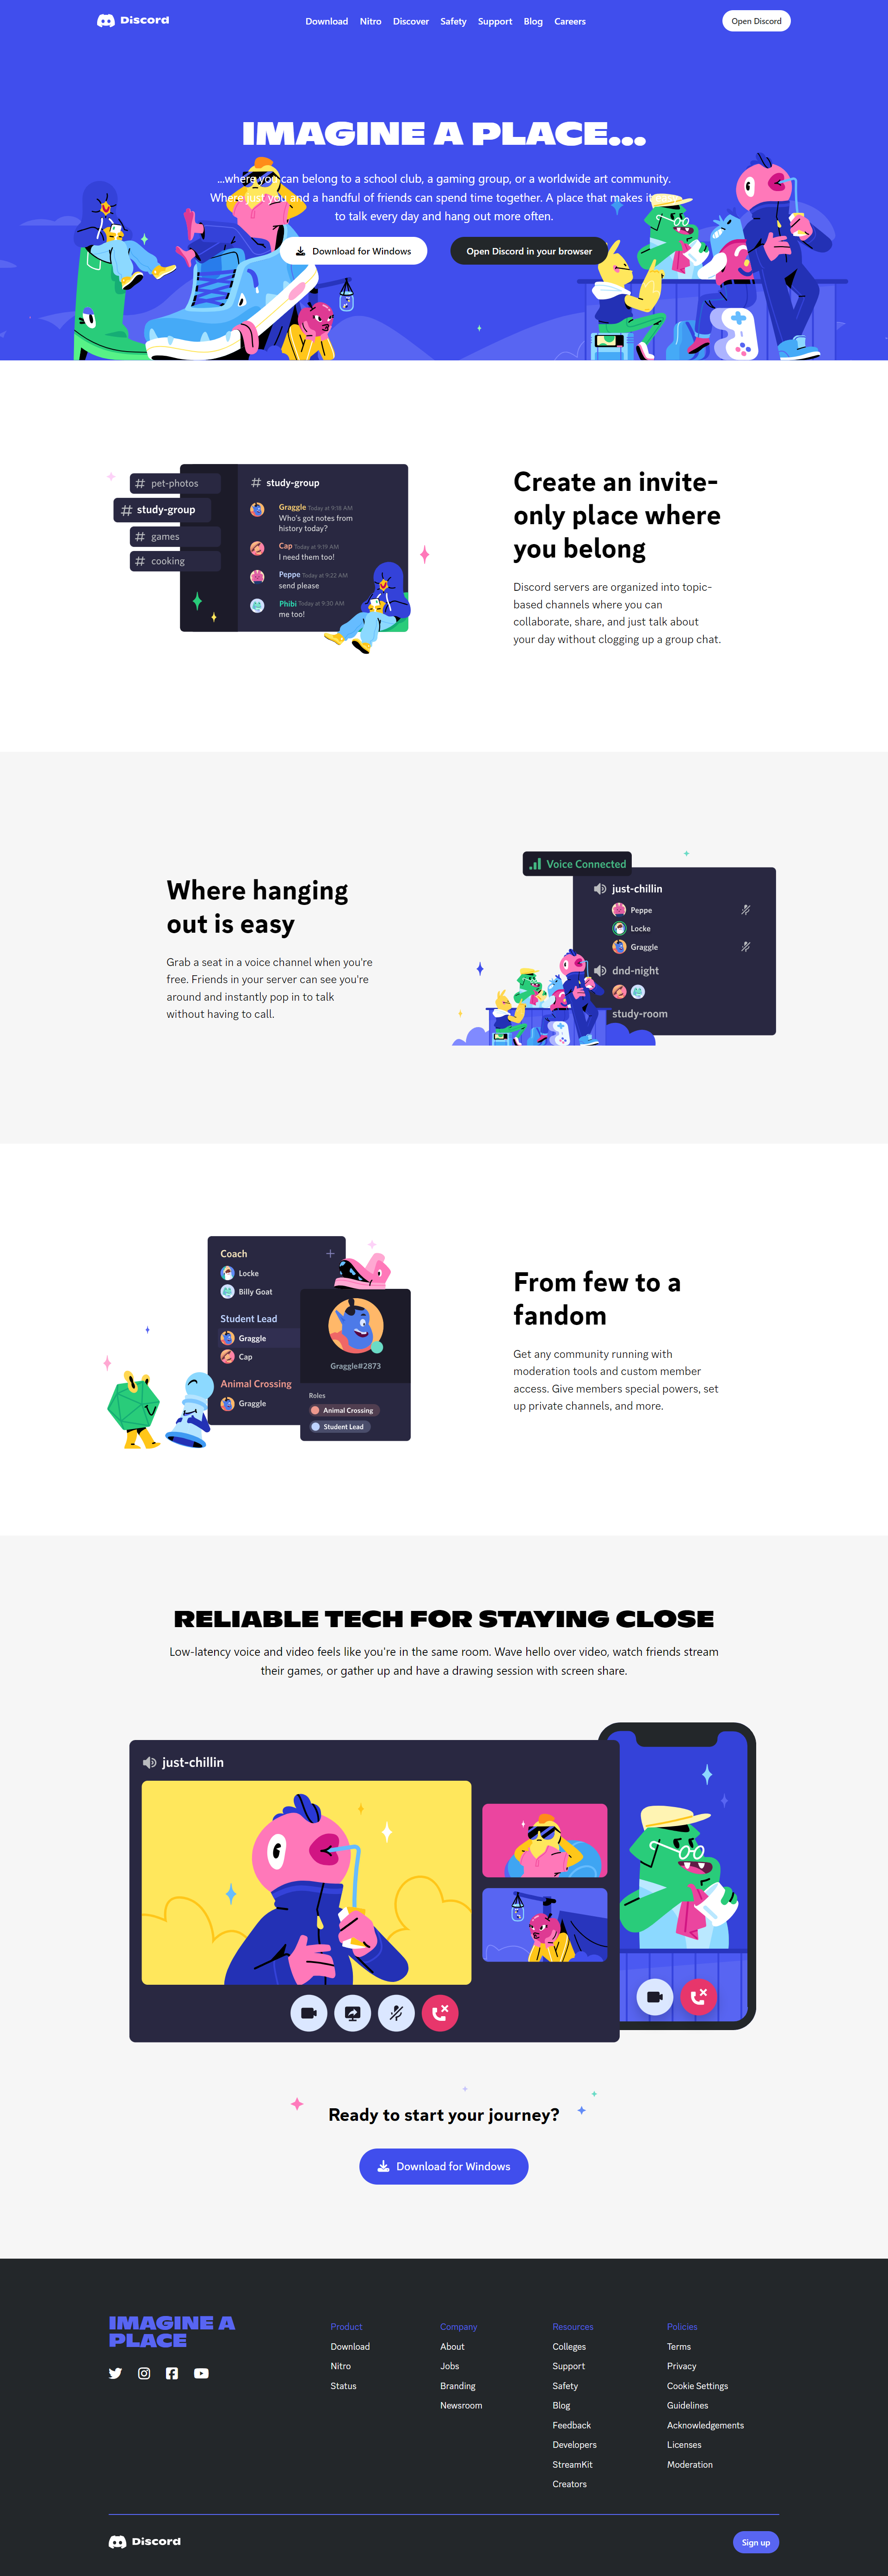 Discord
Download Nitro Discover Safety Support Blog Careers
Open Discord
IMAGINE A PLACE...
...where you can belong to a school club, a gaming group, or a worldwide art community.
Where just you and a handful of friends can spend time together. A place that makes it easy
to talk every day and hang out more often.
Download for Windows
Open Discord in your browser
# pet-photos
# study-group
# games
# cooking
# study-group
Graggle Today at 9:18 AM
Who's got notes from
history today?
Cap Today at 9:19 AM
I need them too!
Peppe Today at 9:22 AM
send please
Phibi Today at 9:30 AM
me too!
Create an invite-
only place where
you belong
Discord servers are organized into topic-
based channels where you can
collaborate, share, and just talk about
your day without clogging up a group chat.
Where hanging
out is easy
Grab a seat in a voice channel when you're
free. Friends in your server can see you're
around and instantly pop in to talk
without having to call.
Voice Connected
just-chillin
Peppe
Locke
Graggle
dnd-night
study-room
Coach
Locke
Billy Goat
Student Lead
Graggle
Cap
Animal Crossing
Graggle
Graggle#2873
Roles
Animal Crossing
Student Lead
From few to a
fandom
Get any community running with
moderation tools and custom member
access. Give members special powers, set
up private channels, and more.
RELIABLE TECH FOR STAYING CLOSE
Low-latency voice and video feels like you're in the same room. Wave hello over video, watch friends stream
their games, or gather up and have a drawing session with screen share.
just-chillin
Ready to start your journey?
Download for Windows
IMAGINE A
PLACE
Product
Download
Nitro
Status
Company
About
Jobs
Branding
Newsroom
Resources
Colleges
Support
Safety
Blog
Feedback
Developers
StreamKit
Creators
Policies
Terms
Privacy
Cookie Settings
Guidelines
Acknowledgements
Licenses
Moderation
Discord
Sign up